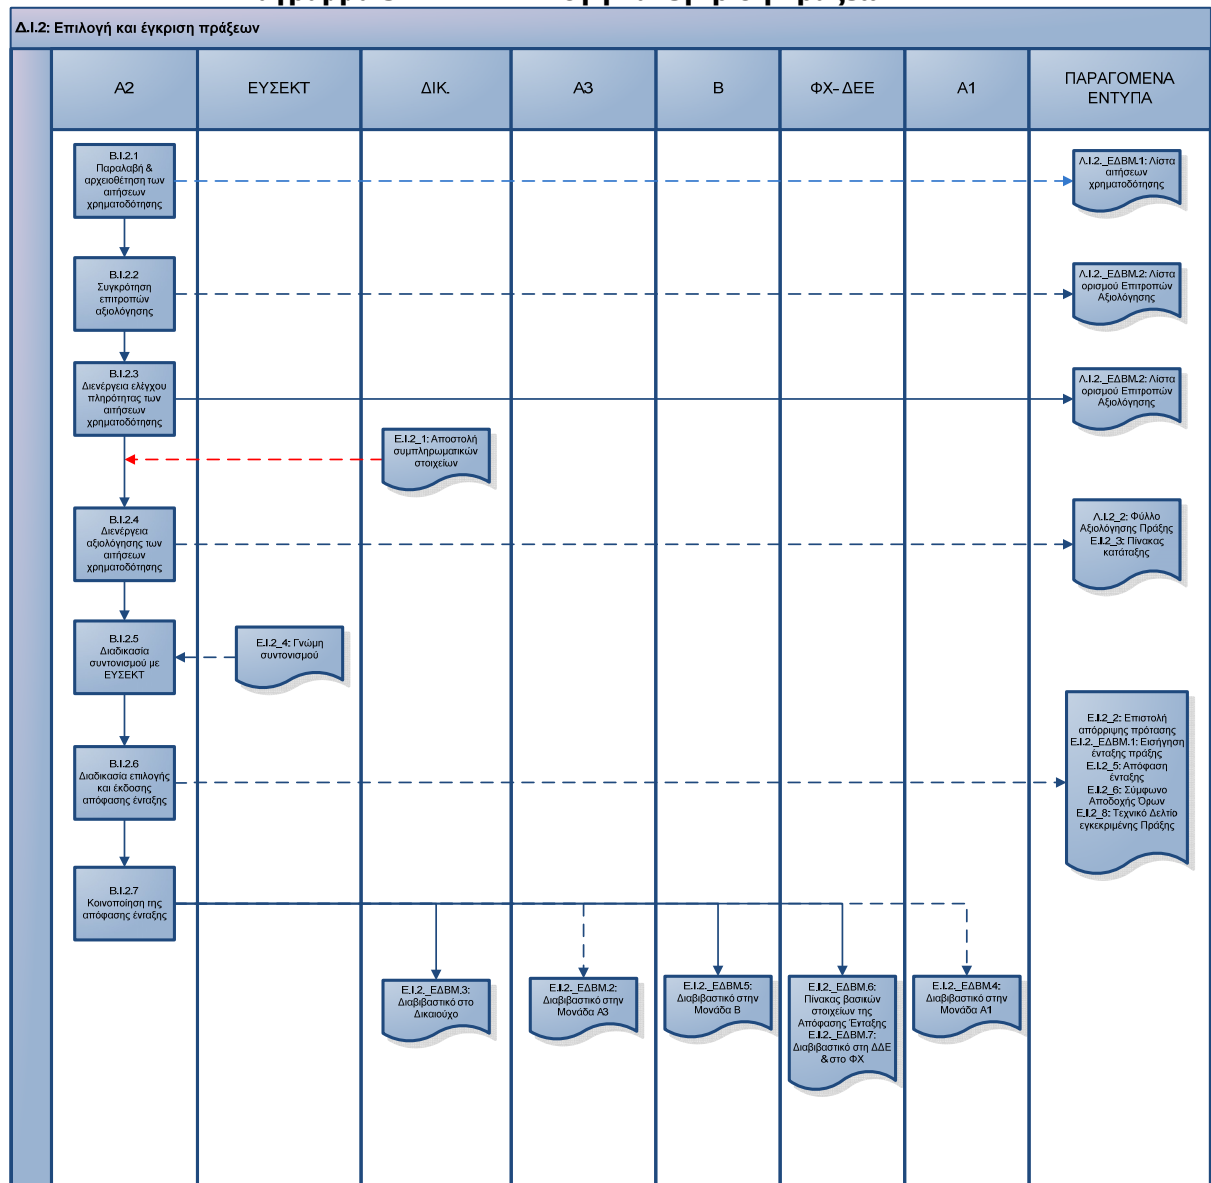 Δ.Ι.2: Επιλογή και έγκριση πράξεων
Α2
ΕΥΣΕΚΤ
ΔΙΚ.
Α3
Β
ΦΧ- ΔΕΕ
Α1
ΠΑΡΑΓΟΜΕΝΑ
ΕΝΤΥΠΑ
Β.Ι.2.1
Παραλαβή &
αρχειοθέτηση των
αιτήσεων
χρηματοδότησης
Λ.Ι.2._ΕΔΒΜ.1: Λίστα
αιτήσεων
χρηματοδότησης
Β.Ι.2.2
Συγκρότηση
επιτροπών
αξιολόγησης
Λ.Ι.2._ΕΔΒΜ.2: Λίστα
ορισμού Επιτροπών
Αξιολόγησης
Β.Ι.2.3
Διενέργεια ελέγχου
πληρότητας των
αιτήσεων
χρηματοδότησης
Λ.Ι.2._ΕΔΒΜ.2: Λίστα
ορισμού Επιτροπών
Αξιολόγησης
Ε.Ι.2_1: Αποστολή
συμπληρωματικών
στοιχείων
Β.Ι.2.4
Διενέργεια
αξιολόγησης των
αιτήσεων
χρηματοδότησης
Λ.Ι.2_2: Φύλλο
Αξιολόγησης Πράξης
Ε.Ι.2_3: Πίνακας
κατάταξης
Β.Ι.2.5
Διαδικασία
συντονισμού με
ΕΥΣΕΚΤ
Ε.Ι.2_4: Γνώμη
συντονισμού
Β.Ι.2.6
Διαδικασία επιλογής
και έκδοσης
απόφασης ένταξης
Ε.Ι.2_2: Επιστολή
απόρριψης πρότασης
Ε.Ι.2._ΕΔΒΜ.1: Εισήγηση
ένταξης πράξης
Ε.Ι.2_5: Απόφαση
ένταξης
Ε.Ι.2_6: Σύμφωνο
Αποδοχής Όρων
Ε.Ι.2_8: Τεχνικό Δελτίο
εγκεκριμένης Πράξης
Β.Ι.2.7
Κοινοποίηση της
απόφασης ένταξης
Ε.Ι.2._ΕΔΒΜ.3:
Διαβιβαστικό στο
Δικαιούχο
Ε.Ι.2._ΕΔΒΜ.2:
Διαβιβαστικό στην
Μονάδα Α3
Ε.Ι.2._ΕΔΒΜ.5:
Διαβιβαστικό στην
Μονάδα Β
Ε.Ι.2._ΕΔΒΜ.6:
Πίνακας βασικών
στοιχείων της
Απόφασης Ένταξης
Ε.Ι.2._ΕΔΒΜ.7:
Διαβιβαστικό στη ΔΔΕ
& στο ΦΧ
Ε.Ι.2._ΕΔΒΜ.4:
Διαβιβαστικό στην
Μονάδα Α1